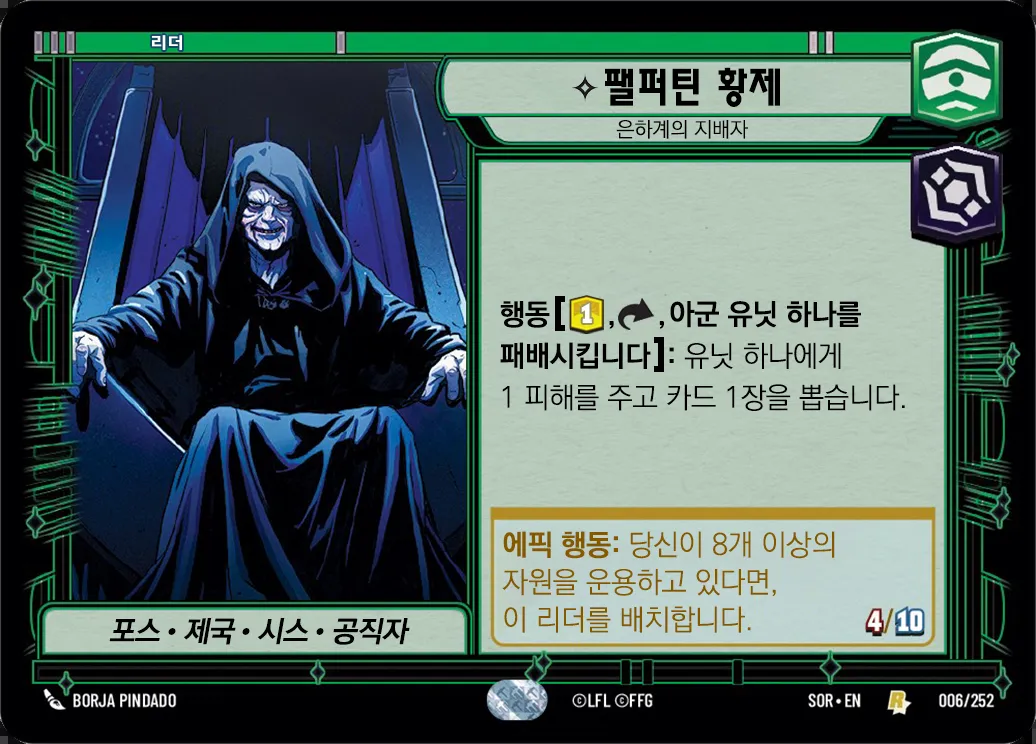 리더
팰퍼틴 황제
은하계의 지배자
행동[1, , 아군 유닛 하나를
패배시킵니다]: 유닛 하나에게
1 피해를 주고 카드 1장을 뽑습니다.
에픽 행동: 당신이 8개 이상의
자원을 운용하고 있다면,
이 리더를 배치합니다.
4/10
포스 • 제국 • 시스 • 공직자
BORJA PINDADO
©LFL ©FFG
SOR • EN
R
006/252